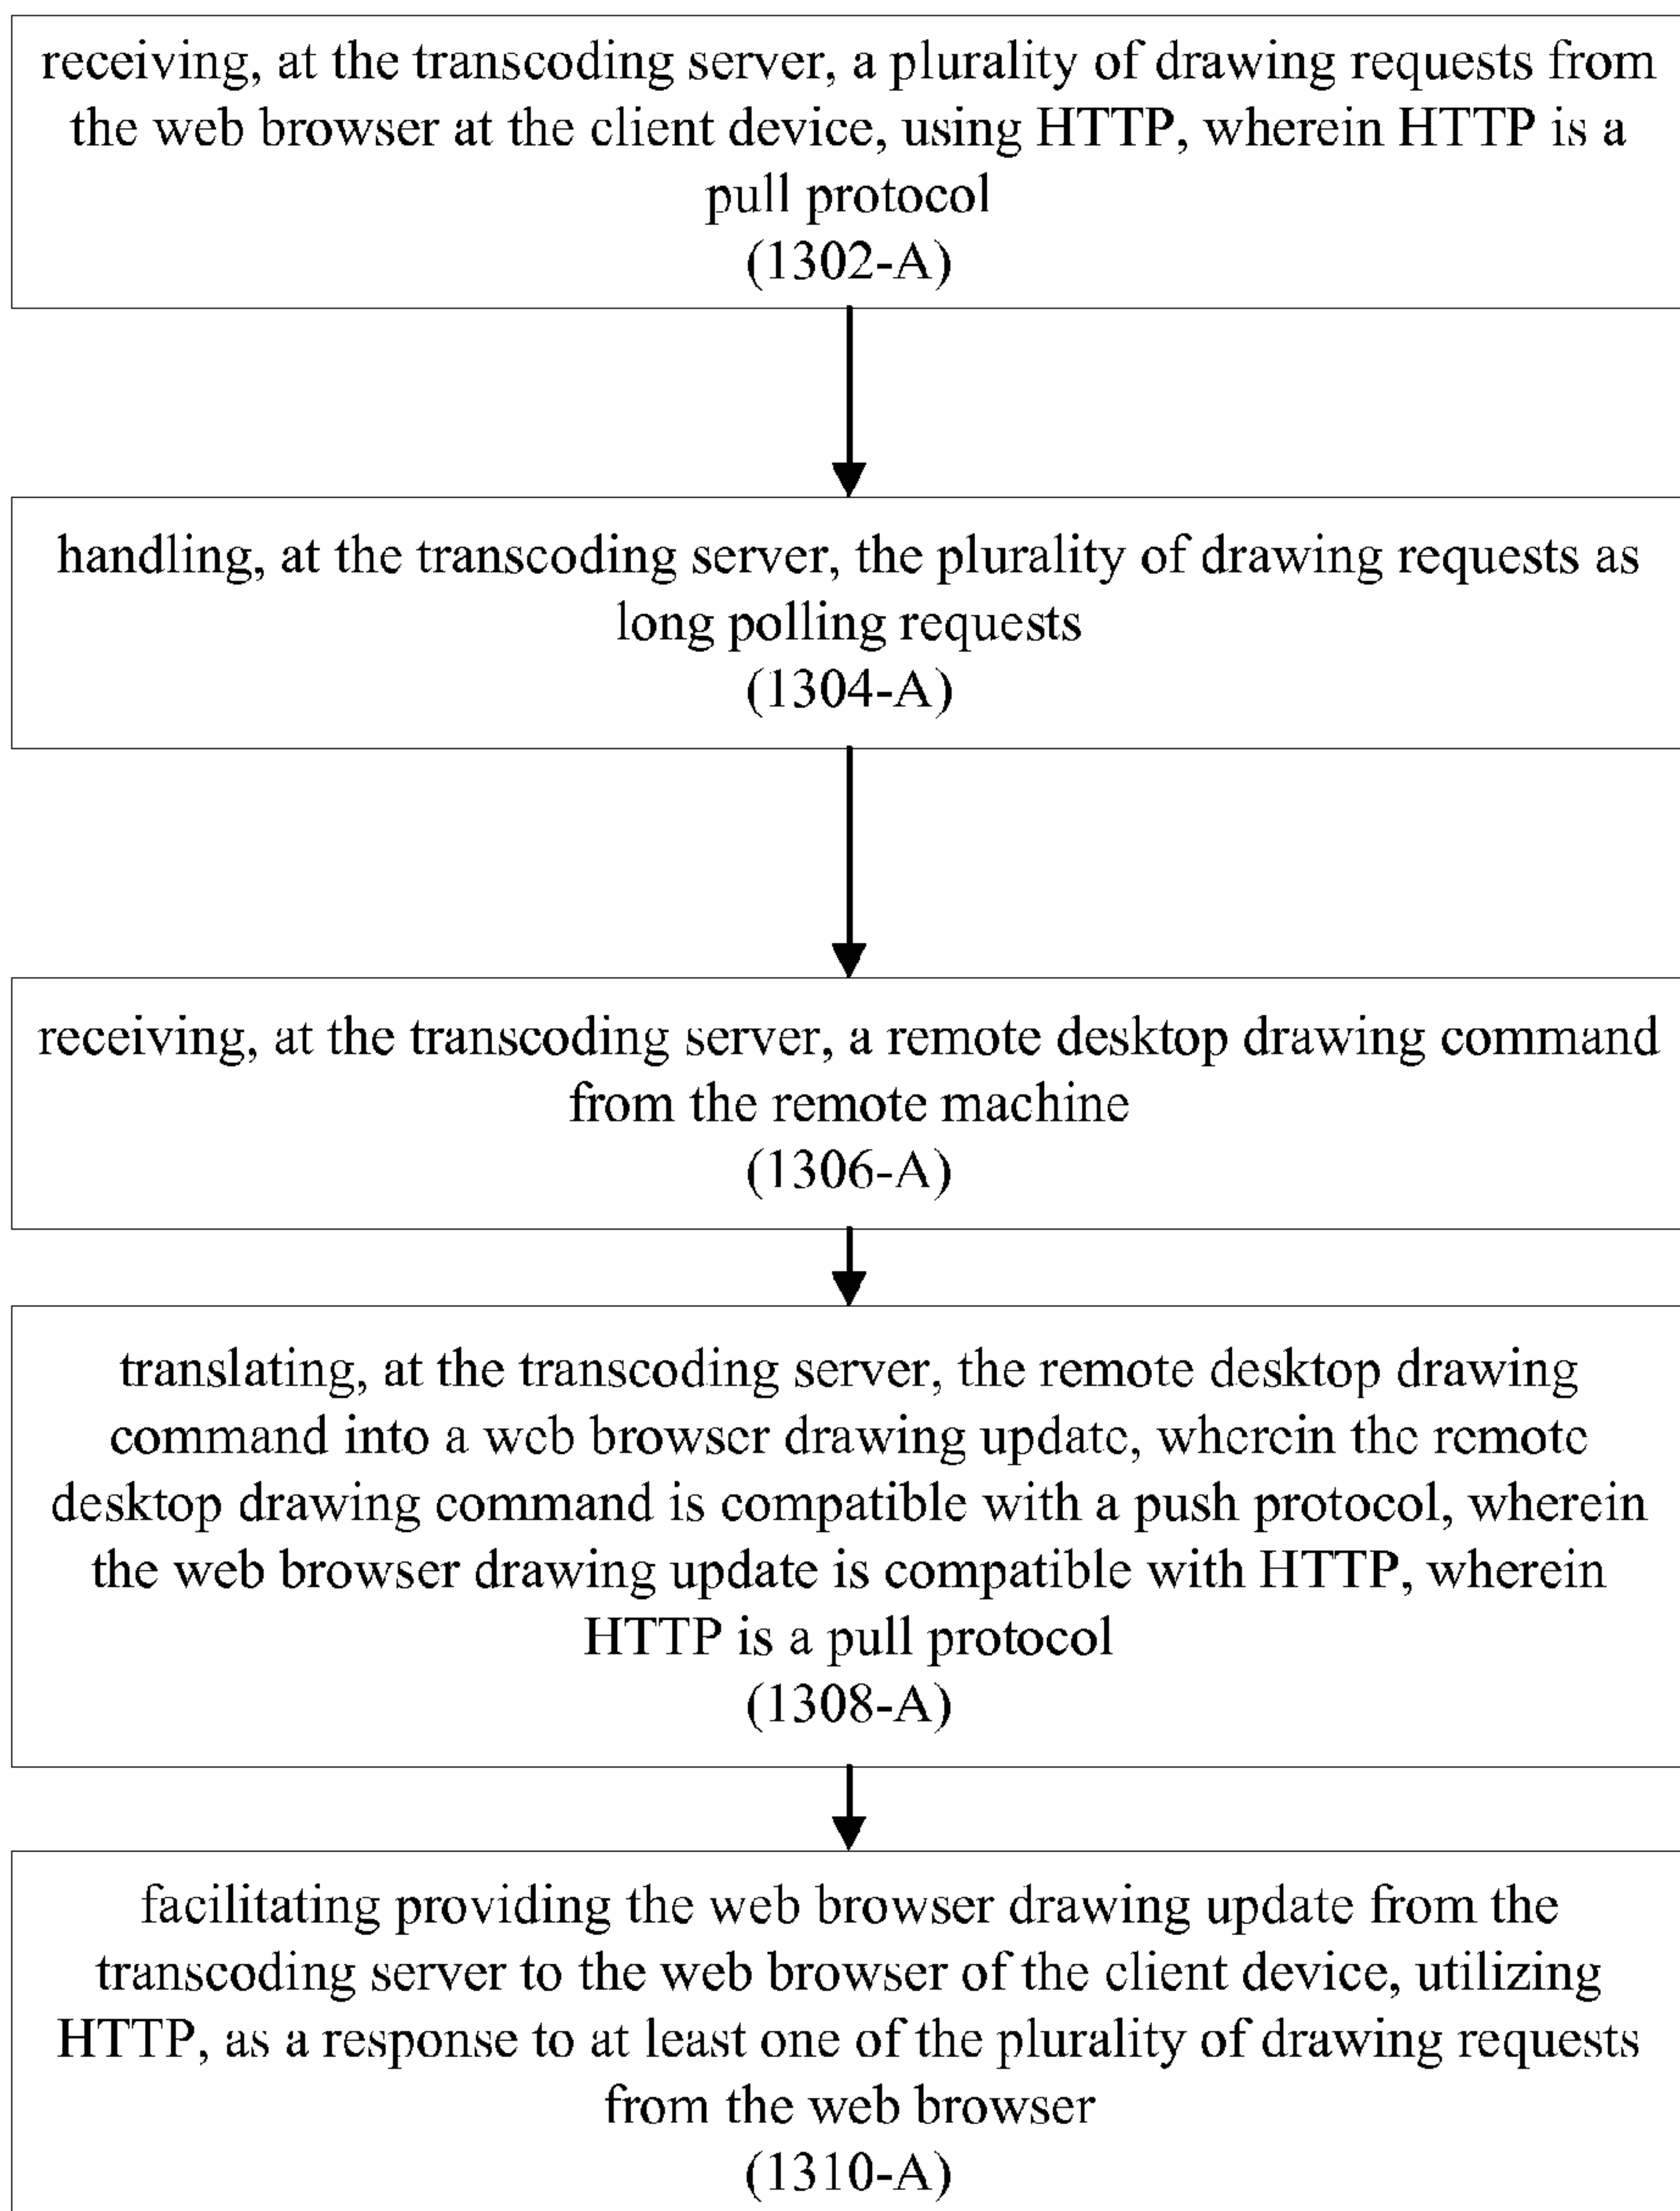 receiving, at the transcoding server, a plurality of drawing requests from
the web browser at the client device, using HTTP, wherein HTTP is a
pull protocol
(1302-A)
handling, at the transcoding server, the plurality of drawing requests as
long polling requests
(1304-A)
receiving, at the transcoding server, a remote desktop drawing command
from the remote machine
(1306-A)
translating, at the transcoding server, the remote desktop drawing
command into a web browser drawing update, wherein the remote
desktop drawing command is compatible with a push protocol, wherein
the web browser drawing update is compatible with HTTP, wherein
HTTP is a pull protocol
(1308-A)
facilitating providing the web browser drawing update from the
transcoding server to the web browser of the client device, utilizing
HTTP, as a response to at least one of the plurality of drawing requests
from the web browser
(1310-A)